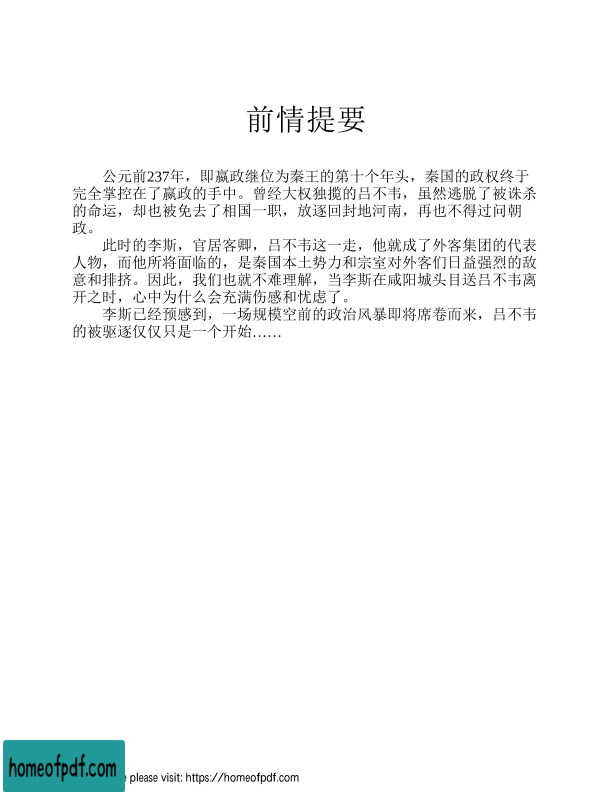 前情提要
公元前237年，即嬴政继位为秦王的第十个年头，秦国的政权终于
完全掌控在了嬴政的手中。曾经大权独揽的吕不韦，虽然逃脱了被诛杀
的命运，却也被免去了相国一职，放逐回封地河南，再也不得过问朝
政。
此时的李斯，官居客卿，吕不韦这一走，他就成了外客集团的代表
人物，而他所将面临的，是秦国本土势力和宗室对外客们日益强烈的敌
意和排挤。因此，我们也就不难理解，当李斯在咸阳城头目送吕不韦离
开之时，心中为什么会充满伤感和忧虑了。
李斯已经预感到，一场规模空前的政治风暴即将席卷而来，吕不韦
的被驱逐仅仅只是一个开始……
homeofpdf.com
e please visit: https://homeofpdf.com